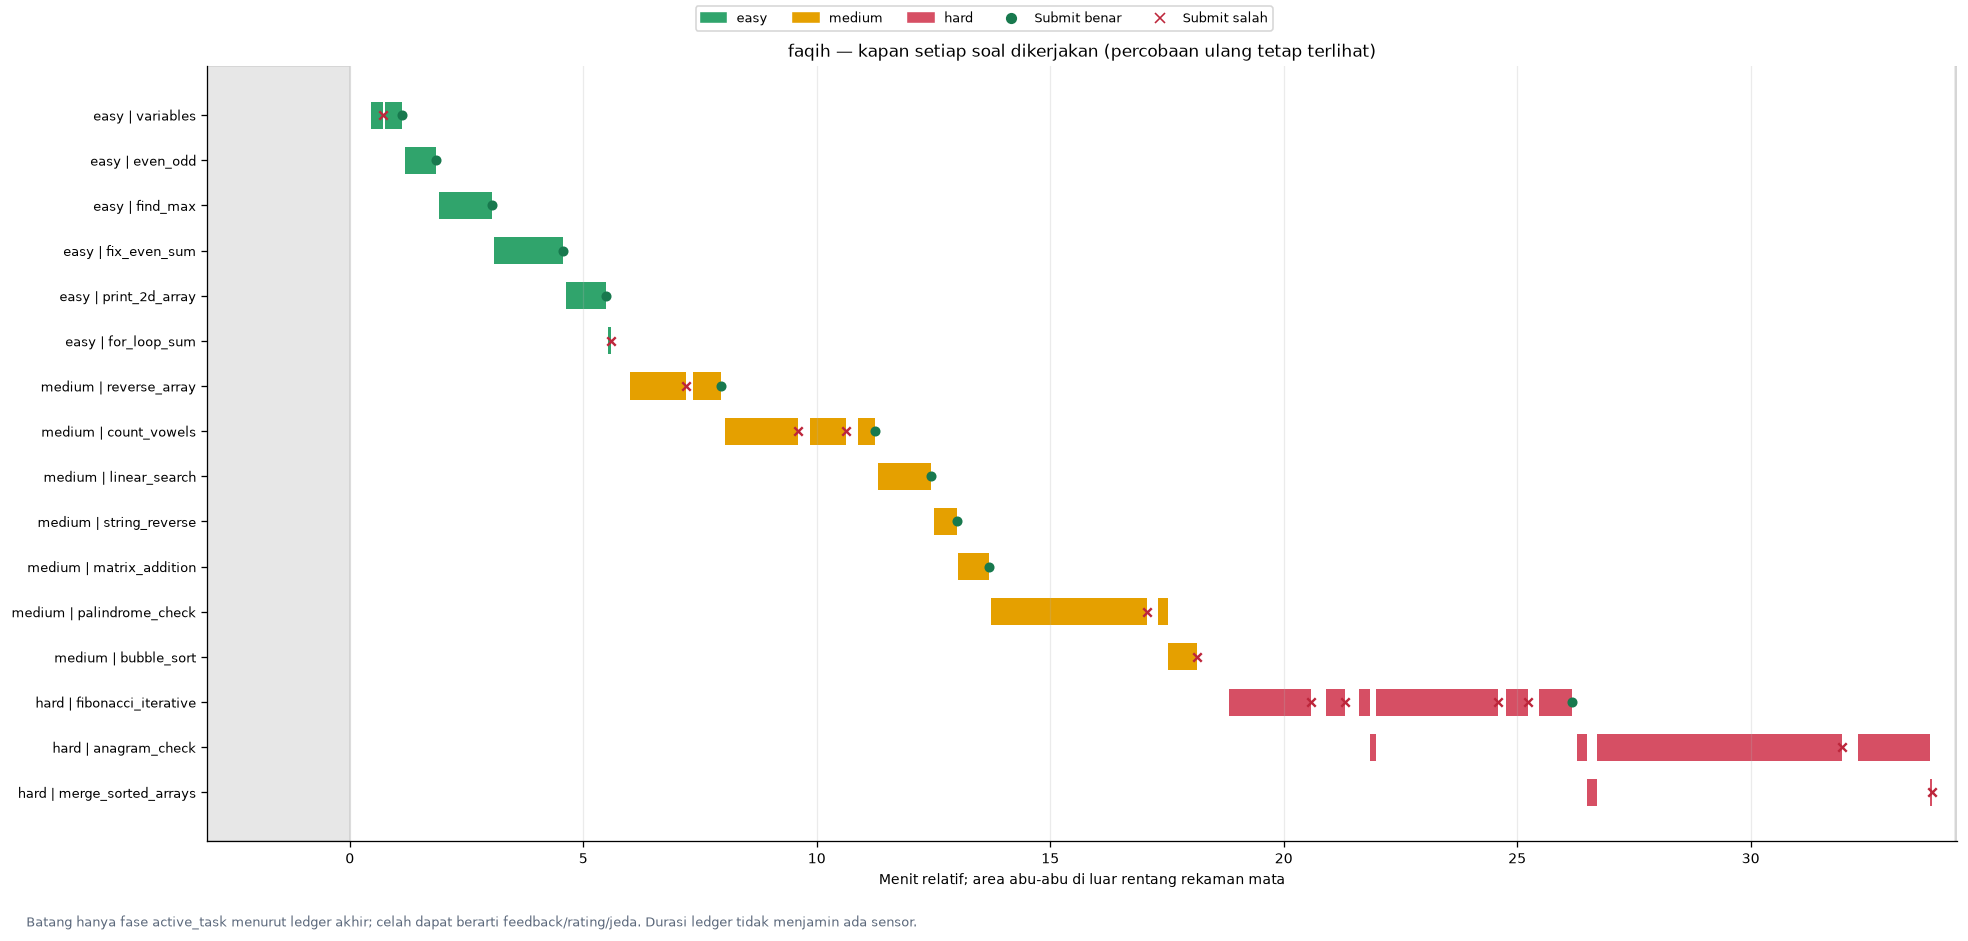 easy medium hard Submit benar Submit salah
faqih — kapan setiap soal dikerjakan (percobaan ulang tetap terlihat)
easy | variables
easy | even_odd
easy | find_max
easy | fix_even_sum
easy | print_2d_array
easy | for_loop_sum
medium | reverse_array
medium | count_vowels
medium | linear_search
medium | string_reverse
medium | matrix_addition
medium | palindrome_check
medium | bubble_sort
hard | fibonacci_iterative
hard | anagram_check
hard | merge_sorted_arrays
0 5 10 15 20 25 30
Menit relatif; area abu-abu di luar rentang rekaman mata
Batang hanya fase active_task menurut ledger akhir; celah dapat berarti feedback/rating/jeda. Durasi ledger tidak menjamin ada sensor.